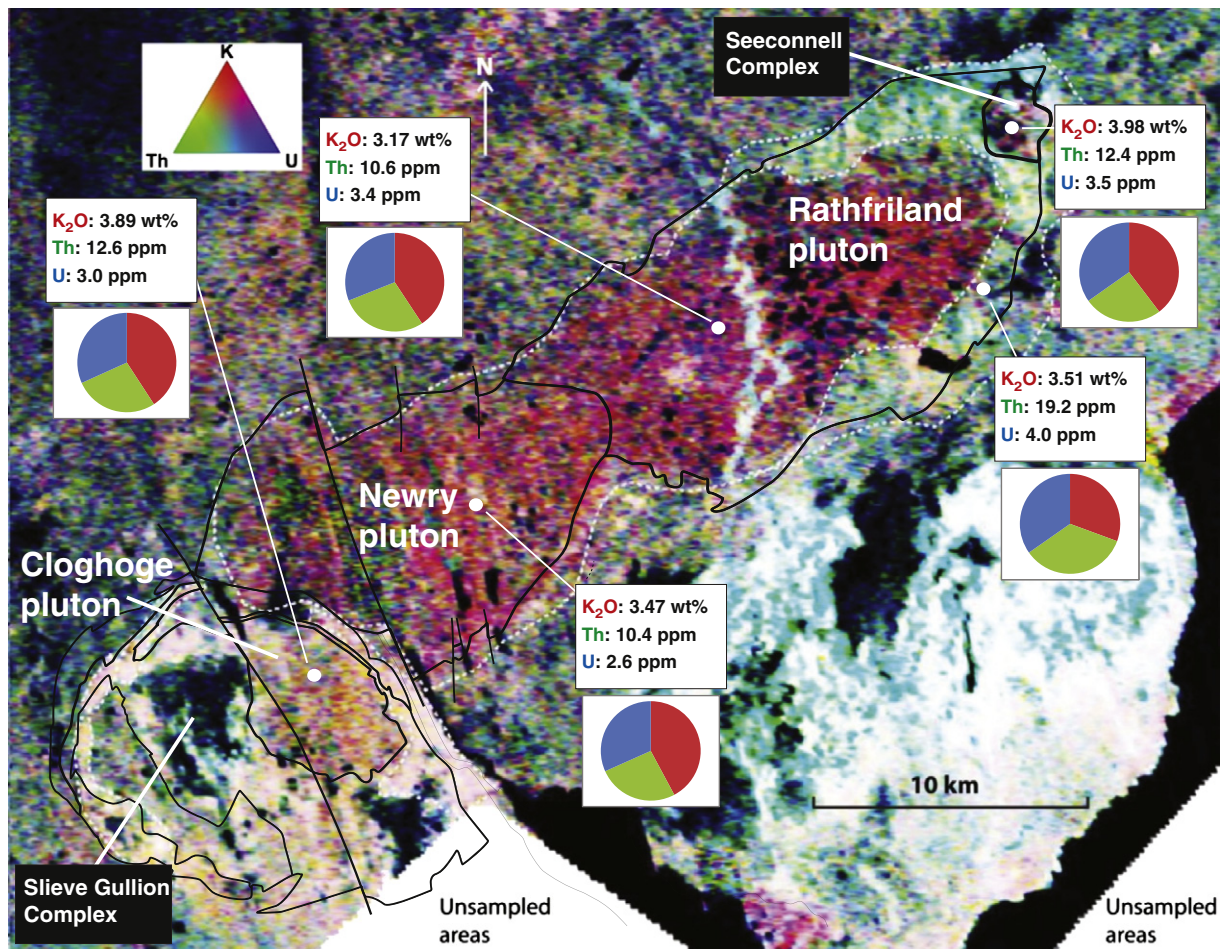 K
Th
U
N
Seeconnell
Complex
K2O: 3.17 wt%
Th: 10.6 ppm
U: 3.4 ppm
K2O: 3.98 wt%
Th: 12.4 ppm
U: 3.5 ppm
K2O: 3.89 wt%
Th: 12.6 ppm
U: 3.0 ppm
Rathfriland
pluton
K2O: 3.51 wt%
Th: 19.2 ppm
U: 4.0 ppm
Newry
pluton
Cloghoge
pluton
K2O: 3.47 wt%
Th: 10.4 ppm
U: 2.6 ppm
10 km
Slieve Gullion
Complex
Unsampled
areas
Unsampled
areas